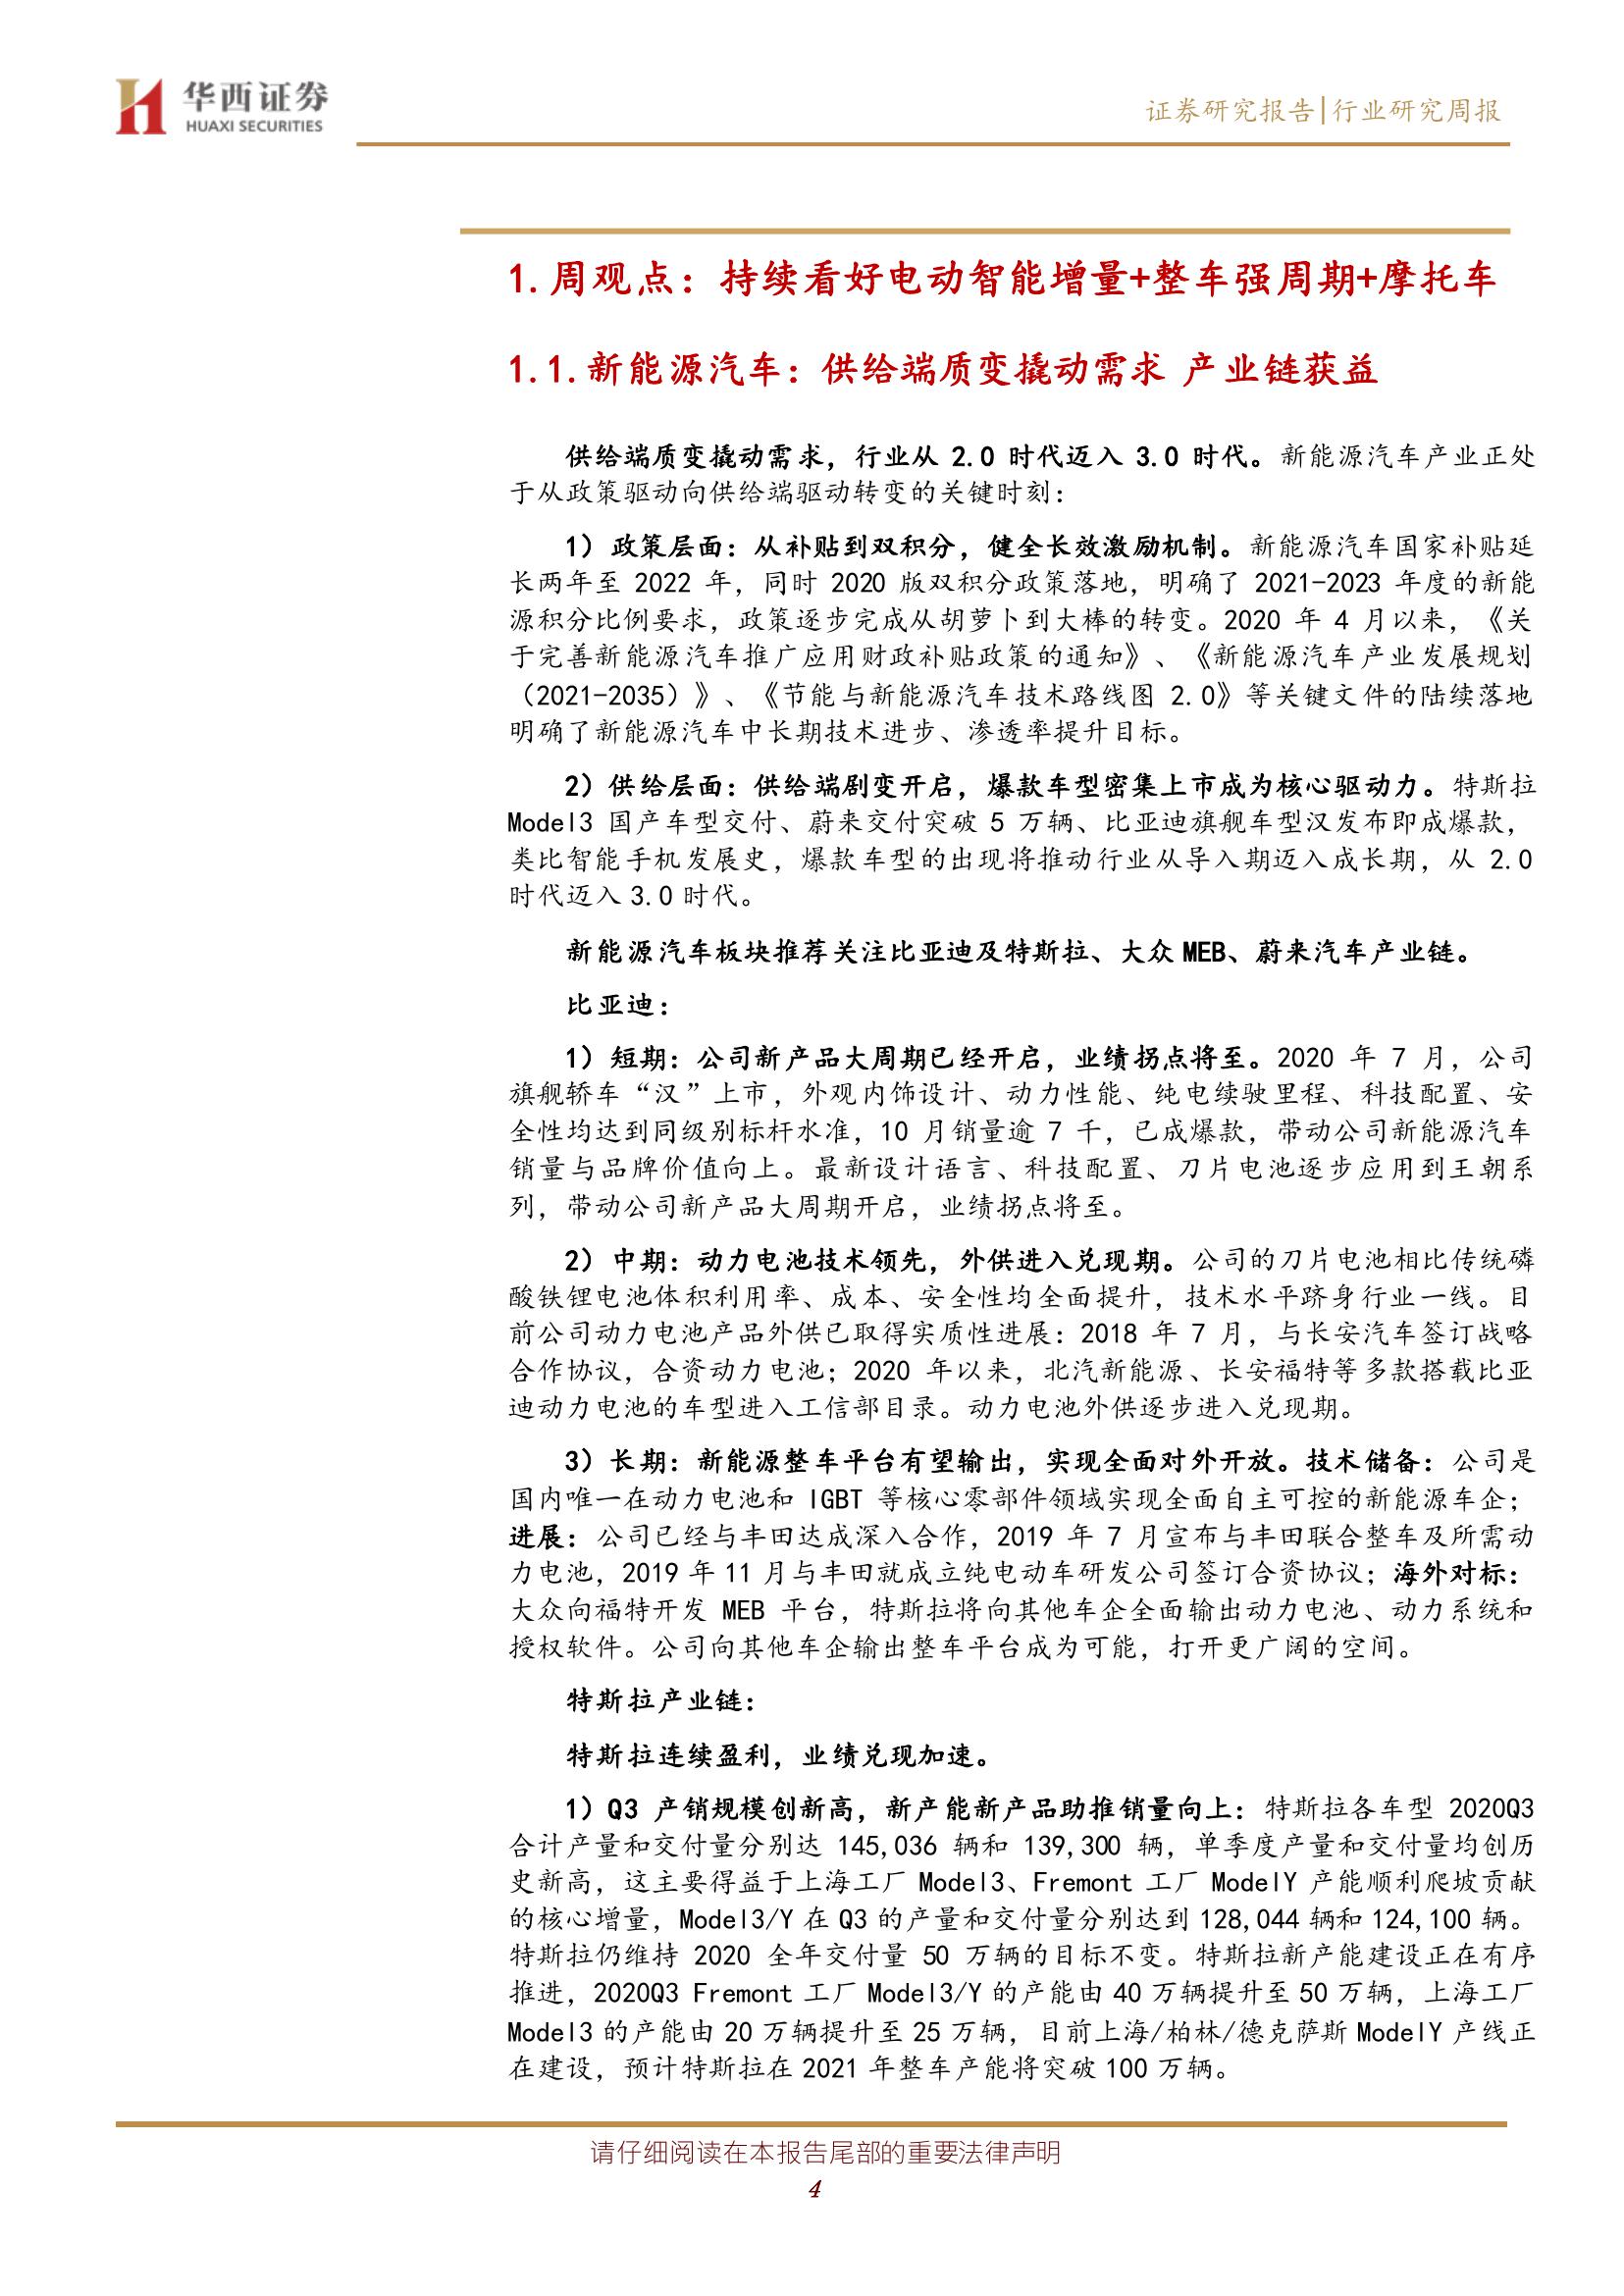 华西证券
HUAXI SECURITIES
证券研究报告|行业研究周报
1.周观点：持续看好电动智能增量+整车强周期+摩托车
1.1.新能源汽车：供给端质变撬动需求 产业链获益
供给端质变撬动需求，行业从 2.0 时代迈入 3.0 时代。新能源汽车产业正处
于从政策驱动向供给端驱动转变的关键时刻：
1）政策层面：从补贴到双积分，健全长效激励机制。新能源汽车国家补贴延
长两年至 2022 年，同时 2020 版双积分政策落地，明确了 2021-2023 年度的新能
源积分比例要求，政策逐步完成从胡萝卜到大棒的转变。2020 年 4 月以来，《关
于完善新能源汽车推广应用财政补贴政策的通知》、《新能源汽车产业发展规划
（2021-2035）》、《节能与新能源汽车技术路线图 2.0》等关键文件的陆续落地
明确了新能源汽车中长期技术进步、渗透率提升目标。
2）供给层面：供给端剧变开启，爆款车型密集上市成为核心驱动力。特斯拉
Model3 国产车型交付、蔚来交付突破 5 万辆、比亚迪旗舰车型汉发布即成爆款，
类比智能手机发展史，爆款车型的出现将推动行业从导入期迈入成长期，从 2.0
时代迈入 3.0 时代。
新能源汽车板块推荐关注比亚迪及特斯拉、大众 MEB、蔚来汽车产业链。
比亚迪：
1）短期：公司新产品大周期已经开启，业绩拐点将至。2020 年 7 月，公司
旗舰轿车“汉”上市，外观内饰设计、动力性能、纯电续驶里程、科技配置、安
全性均达到同级别标杆水准，10 月销量逾 7 千，已成爆款，带动公司新能源汽车
销量与品牌价值向上。最新设计语言、科技配置、刀片电池逐步应用到王朝系
列，带动公司新产品大周期开启，业绩拐点将至。
2）中期：动力电池技术领先，外供进入兑现期。公司的刀片电池相比传统磷
酸铁锂电池体积利用率、成本、安全性均全面提升，技术水平跻身行业一线。目
前公司动力电池产品外供已取得实质性进展：2018 年 7 月，与长安汽车签订战略
合作协议，合资动力电池；2020 年以来，北汽新能源、长安福特等多款搭载比亚
迪动力电池的车型进入工信部目录。动力电池外供逐步进入兑现期。
3）长期：新能源整车平台有望输出，实现全面对外开放。技术储备：公司是
国内唯一在动力电池和 IGBT 等核心零部件领域实现全面自主可控的新能源车企；
进展：公司已经与丰田达成深入合作，2019 年 7 月宣布与丰田联合整车及所需动
力电池，2019 年 11 月与丰田就成立纯电动车研发公司签订合资协议；海外对标：
大众向福特开发 MEB 平台，特斯拉将向其他车企全面输出动力电池、动力系统和
授权软件。公司向其他车企输出整车平台成为可能，打开更广阔的空间。
特斯拉产业链：
特斯拉连续盈利，业绩兑现加速。
1）Q3 产销规模创新高，新产能新产品助推销量向上：特斯拉各车型 2020Q3
合计产量和交付量分别达 145,036 辆和 139,300 辆，单季度产量和交付量均创历
史新高，这主要得益于上海工厂 Model3、Fremont 工厂 ModelY 产能顺利爬坡贡献
的核心增量，Model3/Y 在 Q3 的产量和交付量分别达到 128,044 辆和 124,100 辆。
特斯拉仍维持 2020 全年交付量 50 万辆的目标不变。特斯拉新产能建设正在有序
推进，2020Q3 Fremont 工厂 Model3/Y 的产能由 40 万辆提升至 50 万辆，上海工厂
Model3 的产能由 20 万辆提升至 25 万辆，目前上海/柏林/德克萨斯 ModelY 产线正
在建设，预计特斯拉在 2021 年整车产能将突破 100 万辆。
请仔细阅读在本报告尾部的重要法律声明
4